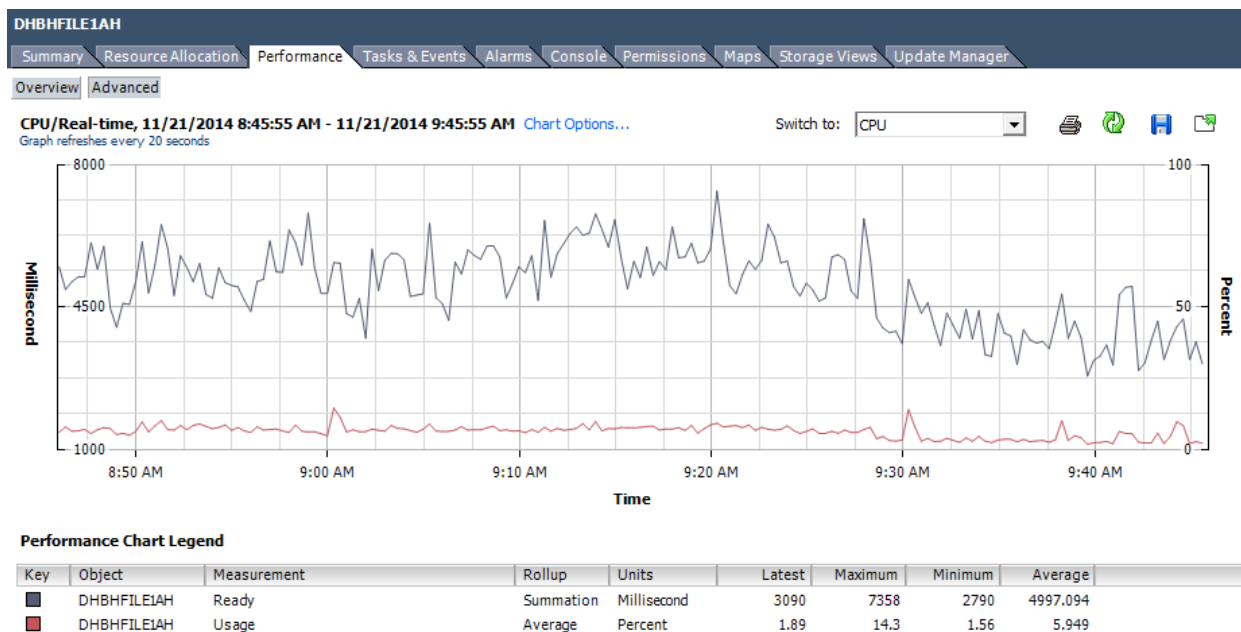 DHBHFILE1AH
Summary Resource Allocation Performance Tasks & Events Alarms Console Permissions Maps Storage Views Update Manager
Overview Advanced
CPU/Real-time, 11/21/2014 8:45:55 AM - 11/21/2014 9:45:55 AM Chart Options... Switch to: CPU
Graph refreshes every 20 seconds
8000 100
Millisecond 4500 50 Percent
1000 0
8:50 AM 9:00 AM 9:10 AM 9:20 AM 9:30 AM 9:40 AM
Time
Performance Chart Legend
Key Object Measurement Rollup Units Latest Maximum Minimum Average
DHBHFILE1AH Ready Summation Millisecond 3090 7358 2790 4997.094
DHBHFILE1AH Usage Average Percent 1.89 14.3 1.56 5.949